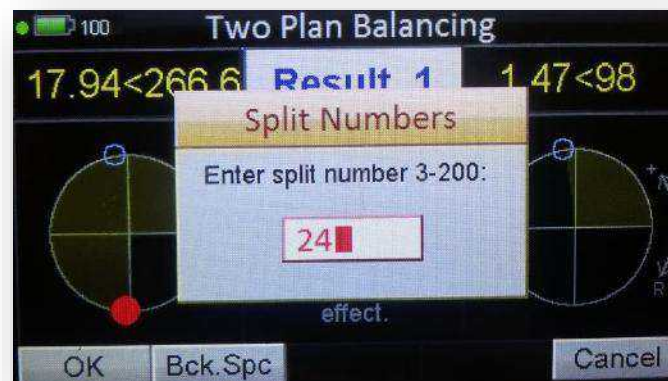 100 Two Plan Balancing
17.94<266.6 Result 1 1.47<98
Split Numbers
Enter split number 3-200:
24
effect.
OK Bck.Spc Cancel